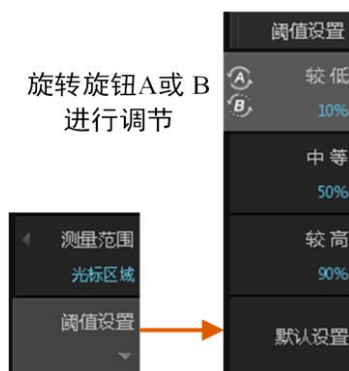 阈值设置
旋转旋钮A或 B
进行调节
A
较 低
B
10%
中 等
50%
较 高
90%
默认设置
测量范围
光标区域
阈值设置